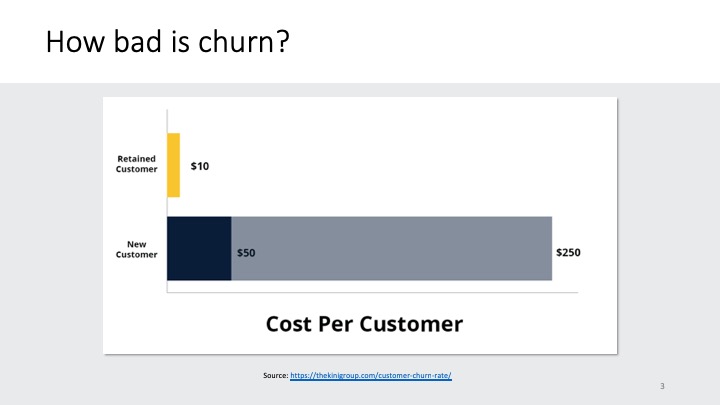 How bad is churn?
Retained
Customer
$10
New
Customer
$50
$250
Cost Per Customer
Source: https://thekinigroup.com/customer-churn-rate/
3